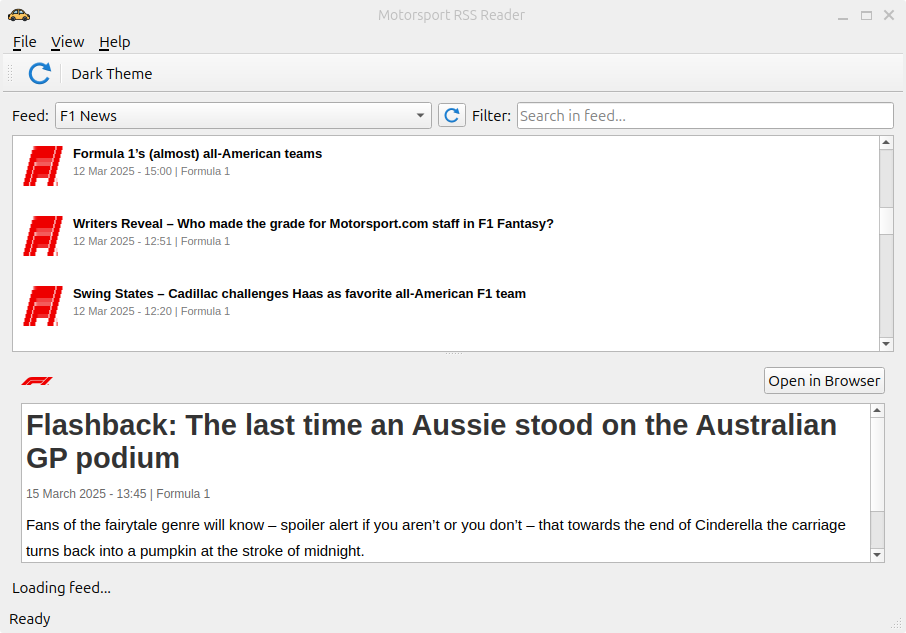 Motorsport RSS Reader
File View Help
Dark Theme
Feed: F1 News Filter: Search in feed...
Formula 1’s (almost) all-American teams
12 Mar 2025 - 15:00 | Formula 1
Writers Reveal – Who made the grade for Motorsport.com staff in F1 Fantasy?
12 Mar 2025 - 12:51 | Formula 1
Swing States – Cadillac challenges Haas as favorite all-American F1 team
12 Mar 2025 - 12:20 | Formula 1
Open in Browser
Flashback: The last time an Aussie stood on the Australian
GP podium
15 March 2025 - 13:45 | Formula 1
Fans of the fairytale genre will know – spoiler alert if you aren’t or you don’t – that towards the end of Cinderella the carriage
turns back into a pumpkin at the stroke of midnight.
Loading feed...
Ready